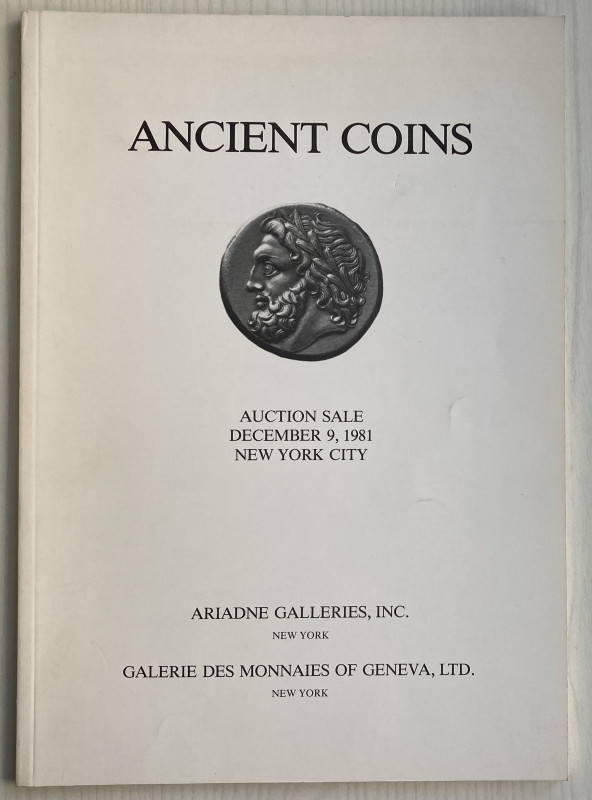 ANCIENT COINS
AUCTION SALE
DECEMBER 9, 1981
NEW YORK CITY
ARIADNE GALLERIES, INC.
NEW YORK
GALERIE DES MONNAIES OF GENEVA, LTD.
NEW YORK